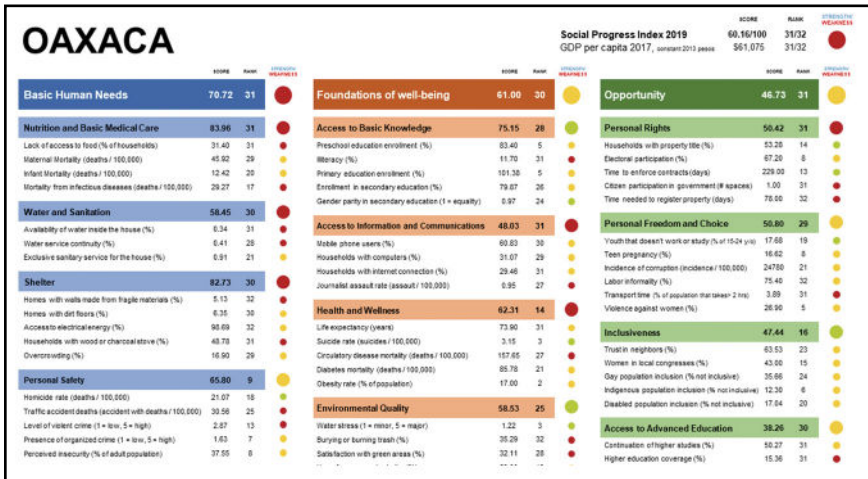 OAXACA
SCORE RANK STRENGTH/ WEAKNESS
Social Progress Index 2019 60.16/100 31/32
GDP per capita 2017, constant 2013 pesos $61,075 31/32
SCORE RANK STRENGTH/ WEAKNESS
Basic Human Needs 70.72 31
Nutrition and Basic Medical Care 83.96 31
Lack of access to food (% of households) 31.40 31
Maternal Mortality (deaths / 100,000) 45.92 29
Infant Mortality (deaths / 100,000) 12.42 20
Mortality from infectious diseases (deaths / 100,000) 29.27 17
Water and Sanitation 58.45 30
Availability of water inside the house (%) 0.34 31
Water service continuity (%) 0.41 28
Exclusive sanitary service for the house (%) 0.91 21
Shelter 82.73 30
Homes with walls made from fragile materials (%) 5.13 32
Homes with dirt floors (%) 6.35 30
Access to electrical energy (%) 98.69 32
Households with wood or charcoal stove (%) 48.78 31
Overcrowding (%) 16.90 29
Personal Safety 65.80 9
Homicide rate (deaths / 100,000) 21.07 18
Traffic accident deaths (accident with deaths / 100,000) 30.56 25
Level of violent crime (1 = low, 5 = high) 2.87 13
Presence of organized crime (1 = low, 5 = high) 1.63 7
Perceived insecurity (% of adult population) 37.55 8
SCORE RANK STRENGTH/ WEAKNESS
Foundations of well-being 61.00 30
Access to Basic Knowledge 75.15 28
Preschool education enrollment (%) 83.40 5
Illiteracy (%) 11.70 31
Primary education enrollment (%) 101.38 5
Enrollment in secondary education (%) 79.87 26
Gender parity in secondary education (1 = equality) 0.97 24
Access to Information and Communications 48.03 31
Mobile phone users (%) 60.83 30
Households with computers (%) 31.07 29
Households with internet connection (%) 29.46 31
Journalist assault rate (assault / 100,000) 0.95 27
Health and Wellness 62.31 14
Life expectancy (years) 73.90 31
Suicide rate (suicides / 100,000) 3.15 3
Circulatory disease mortality (deaths / 100,000) 157.65 27
Diabetes mortality (deaths / 100,000) 85.78 21
Obesity rate (% of population) 17.00 2
Environmental Quality 58.53 25
Water stress (1 = minor, 5 = major) 1.22 3
Burying or burning trash (%) 35.29 32
Satisfaction with green areas (%) 32.11 28
SCORE RANK STRENGTH/ WEAKNESS
Opportunity 46.73 31
Personal Rights 50.42 31
Households with property title (%) 53.28 14
Electoral participation (%) 67.20 8
Time to enforce contracts (days) 229.00 13
Citizen participation in government (# spaces) 1.00 31
Time needed to register property (days) 78.00 32
Personal Freedom and Choice 50.80 29
Youth that doesn't work or study (% of 15-24 y/o) 17.68 19
Teen pregnancy (%) 16.62 8
Incidence of corruption (incidence / 100,000) 24780 21
Labor informality (%) 75.40 32
Transport time (% of population that takes> 2 hrs) 3.89 31
Violence against women (%) 26.90 5
Inclusiveness 47.44 16
Trust in neighbors (%) 63.53 23
Women in local congresses (%) 43.00 15
Gay population inclusion (% not inclusive) 35.66 24
Indigenous population inclusion (% not inclusive) 12.30 6
Disabled population inclusion (% not inclusive) 17.64 20
Access to Advanced Education 38.26 30
Continuation of higher studies (%) 50.27 31
Higher education coverage (%) 15.36 31